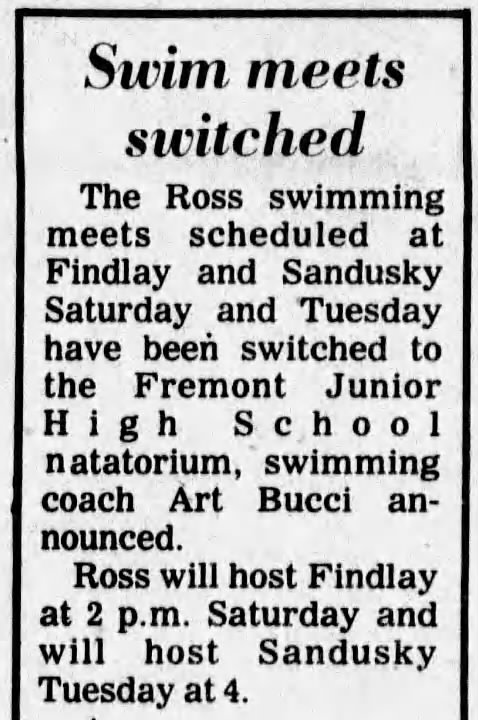 Swim meets
switched
The Ross swimming
meets scheduled at
Findlay and Sandusky
Saturday and Tuesday
have been switched to
the Fremont Junior
High School
natatorium, swimming
coach Art Bucci an-
nounced.
Ross will host Findlay
at 2 p.m. Saturday and
will host Sandusky
Tuesday at 4.